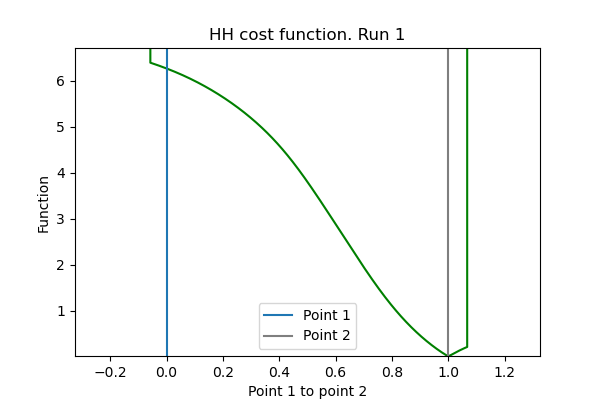 HH cost function. Run 1
Function
6
5
4
3
2
1
Point 1
Point 2
−0.2 0.0 0.2 0.4 0.6 0.8 1.0 1.2
Point 1 to point 2